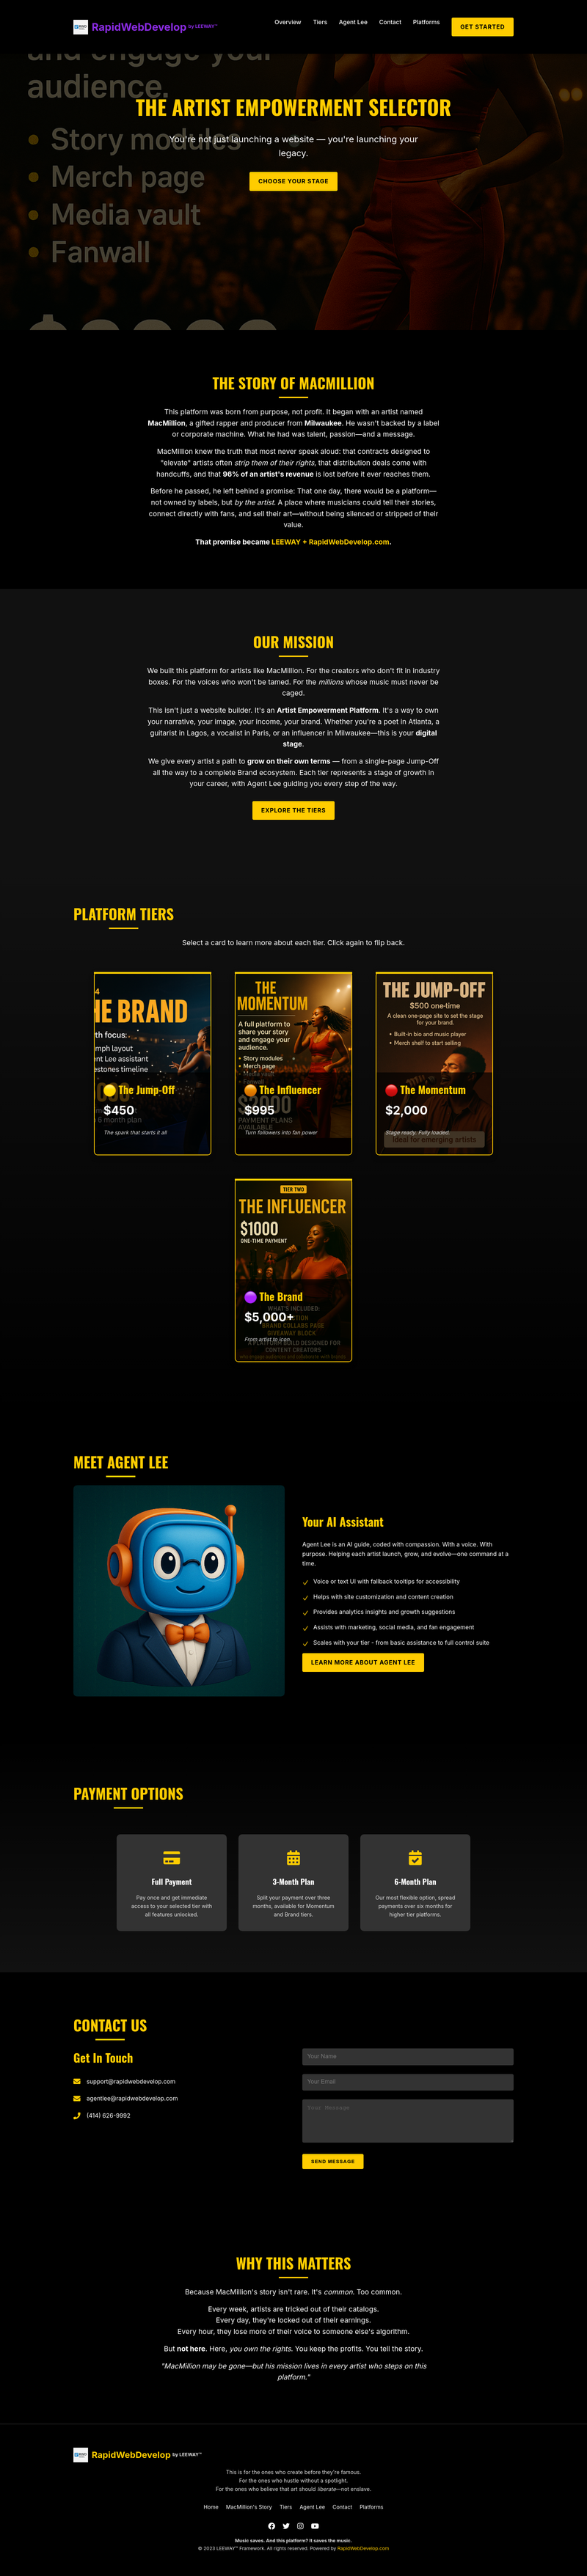 RapidWebDevelop by LEEWAY™
Overview
Tiers
Agent Lee
Contact
Platforms
GET STARTED
and engage your
audience.
• Story modules
• Merch page
• Media vault
• Fanwall
THE ARTIST EMPOWERMENT SELECTOR
You're not just launching a website — you're launching your
legacy.
CHOOSE YOUR STAGE
THE STORY OF MACMILLION
This platform was born from purpose, not profit. It began with an artist named
MacMillion, a gifted rapper and producer from Milwaukee. He wasn't backed by a label
or corporate machine. What he had was talent, passion—and a message.
MacMillion knew the truth that most never speak aloud: that contracts designed to
"elevate" artists often strip them of their rights, that distribution deals come with
handcuffs, and that 96% of an artist's revenue is lost before it ever reaches them.
Before he passed, he left behind a promise: That one day, there would be a platform—
not owned by labels, but by the artist. A place where musicians could tell their stories,
connect directly with fans, and sell their art—without being silenced or stripped of their
value.
That promise became LEEWAY + RapidWebDevelop.com.
OUR MISSION
We built this platform for artists like MacMillion. For the creators who don't fit in industry
boxes. For the voices who won't be tamed. For the millions whose music must never be
caged.
This isn't just a website builder. It's an Artist Empowerment Platform. It's a way to own
your narrative, your image, your income, your brand. Whether you're a poet in Atlanta, a
guitarist in Lagos, a vocalist in Paris, or an influencer in Milwaukee—this is your digital
stage.
We give every artist a path to grow on their own terms — from a single-page Jump-Off
all the way to a complete Brand ecosystem. Each tier represents a stage of growth in
your career, with Agent Lee guiding you every step of the way.
EXPLORE THE TIERS
PLATFORM TIERS
Select a card to learn more about each tier. Click again to flip back.
4
HE BRAND
th focus:
mph layout
nt Lee assistant
estones timeline
The Jump-Off
$450
6 month plan
The spark that starts it all
THE
MOMENTUM
A full platform to
share your story
and engage your
audience.
• Story modules
• Merch page
• Fanwall
The Influencer
$995
$3000
PAYMENT PLANS
AVAILABLE
Turn followers into fan power
THE JUMP-OFF
$500 one-time
A clean one-page site to set the stage
for your brand.
• Built-in bio and music player
• Merch shelf to start selling
The Momentum
$2,000
Stage ready. Fully loaded.
Ideal for emerging artists
TIER TWO
THE INFLUENCER
$1000
ONE-TIME PAYMENT
The Brand
WHAT'S INCLUDED:
$5,000+
BRAND COLLABS PAGE
GIVEAWAY BLOCK
From artist to icon.
A PLATFORM BUILD DESIGNED FOR
CONTENT CREATORS
MEET AGENT LEE
Your AI Assistant
Agent Lee is an AI guide, coded with compassion. With a voice. With
purpose. Helping each artist launch, grow, and evolve—one command at a
time.
Voice or text UI with fallback tooltips for accessibility
Helps with site customization and content creation
Provides analytics insights and growth suggestions
Assists with marketing, social media, and fan engagement
Scales with your tier - from basic assistance to full control suite
LEARN MORE ABOUT AGENT LEE
PAYMENT OPTIONS
Full Payment
Pay once and get immediate
access to your selected tier with
all features unlocked.
3-Month Plan
Split your payment over three
months, available for Momentum
and Brand tiers.
6-Month Plan
Our most flexible option, spread
payments over six months for
higher tier platforms.
CONTACT US
Get In Touch
support@rapidwebdevelop.com
agentlee@rapidwebdevelop.com
(414) 626-9992
Your Name
Your Email
Your Message
SEND MESSAGE
WHY THIS MATTERS
Because MacMillion's story isn't rare. It's common. Too common.
Every week, artists are tricked out of their catalogs.
Every day, they're locked out of their earnings.
Every hour, they lose more of their voice to someone else's algorithm.
But not here. Here, you own the rights. You keep the profits. You tell the story.
"MacMillion may be gone—but his mission lives in every artist who steps on this
platform."
RapidWebDevelop by LEEWAY™
This is for the ones who create before they're famous.
For the ones who hustle without a spotlight.
For the ones who believe that art should liberate—not enslave.
Home
MacMillion's Story
Tiers
Agent Lee
Contact
Platforms
Music saves. And this platform? It saves the music.
© 2023 LEEWAY™ Framework. All rights reserved. Powered by RapidWebDevelop.com